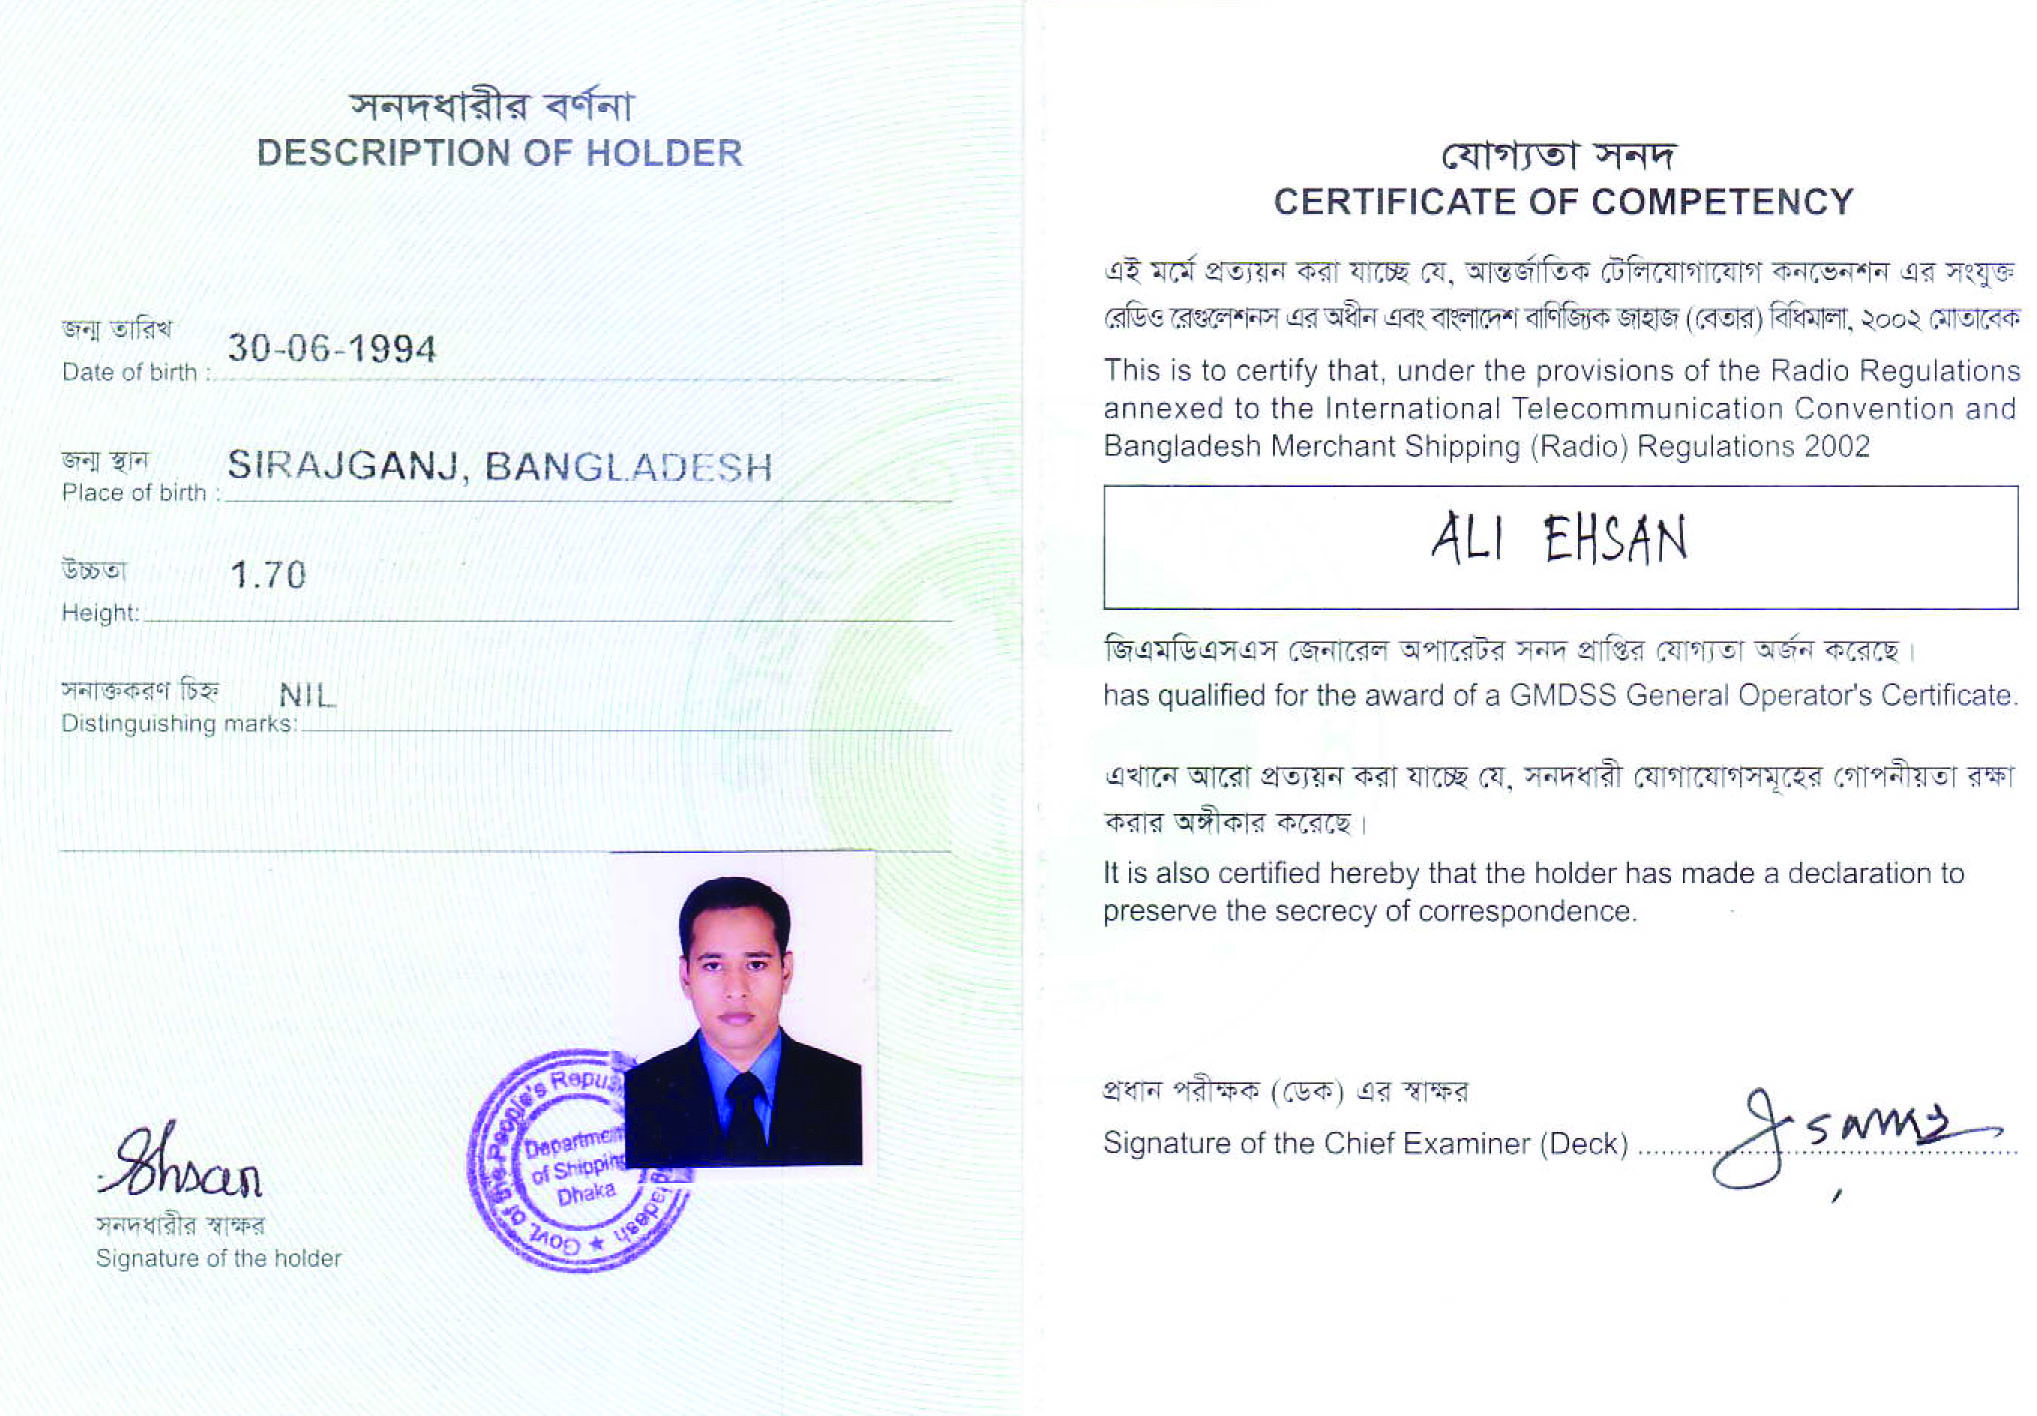 সনদধারীর বর্ণনা
DESCRIPTION OF HOLDER
জন্ম তারিখ
30-06-1994
Date of birth :
জন্ম স্থান
SIRAJGANJ, BANGLADESH
Place of birth :
উচ্চতা
1.70
Height:
সনাক্তকরণ চিহ্ন
NIL
Distinguishing marks:
Govt. of the People's Repu
ladesh ★
Department
of Shipping
Dhaka
Ehsan
সনদধারীর স্বাক্ষর
Signature of the holder
যোগ্যতা সনদ
CERTIFICATE OF COMPETENCY
এই মর্মে প্রত্যয়ন করা যাচ্ছে যে, আন্তর্জাতিক টেলিযোগাযোগ কনভেনশন এর সংযুক্ত
রেডিও রেগুলেশনস এর অধীন এবং বাংলাদেশ বাণিজ্যিক জাহাজ (বেতার) বিধিমালা, ২০০২ মোতাবেক
This is to certify that, under the provisions of the Radio Regulations
annexed to the International Telecommunication Convention and
Bangladesh Merchant Shipping (Radio) Regulations 2002
ALI EHSAN
জিএমডিএসএস জেনারেল অপারেটর সনদ প্রাপ্তির যোগ্যতা অর্জন করেছে।
has qualified for the award of a GMDSS General Operator's Certificate.
এখানে আরো প্রত্যয়ন করা যাচ্ছে যে, সনদধারী যোগাযোগসমূহের গোপনীয়তা রক্ষা
করার অঙ্গীকার করেছে।
It is also certified hereby that the holder has made a declaration to
preserve the secrecy of correspondence.
প্রধান পরীক্ষক (ডেক) এর স্বাক্ষর
Signature of the Chief Examiner (Deck)